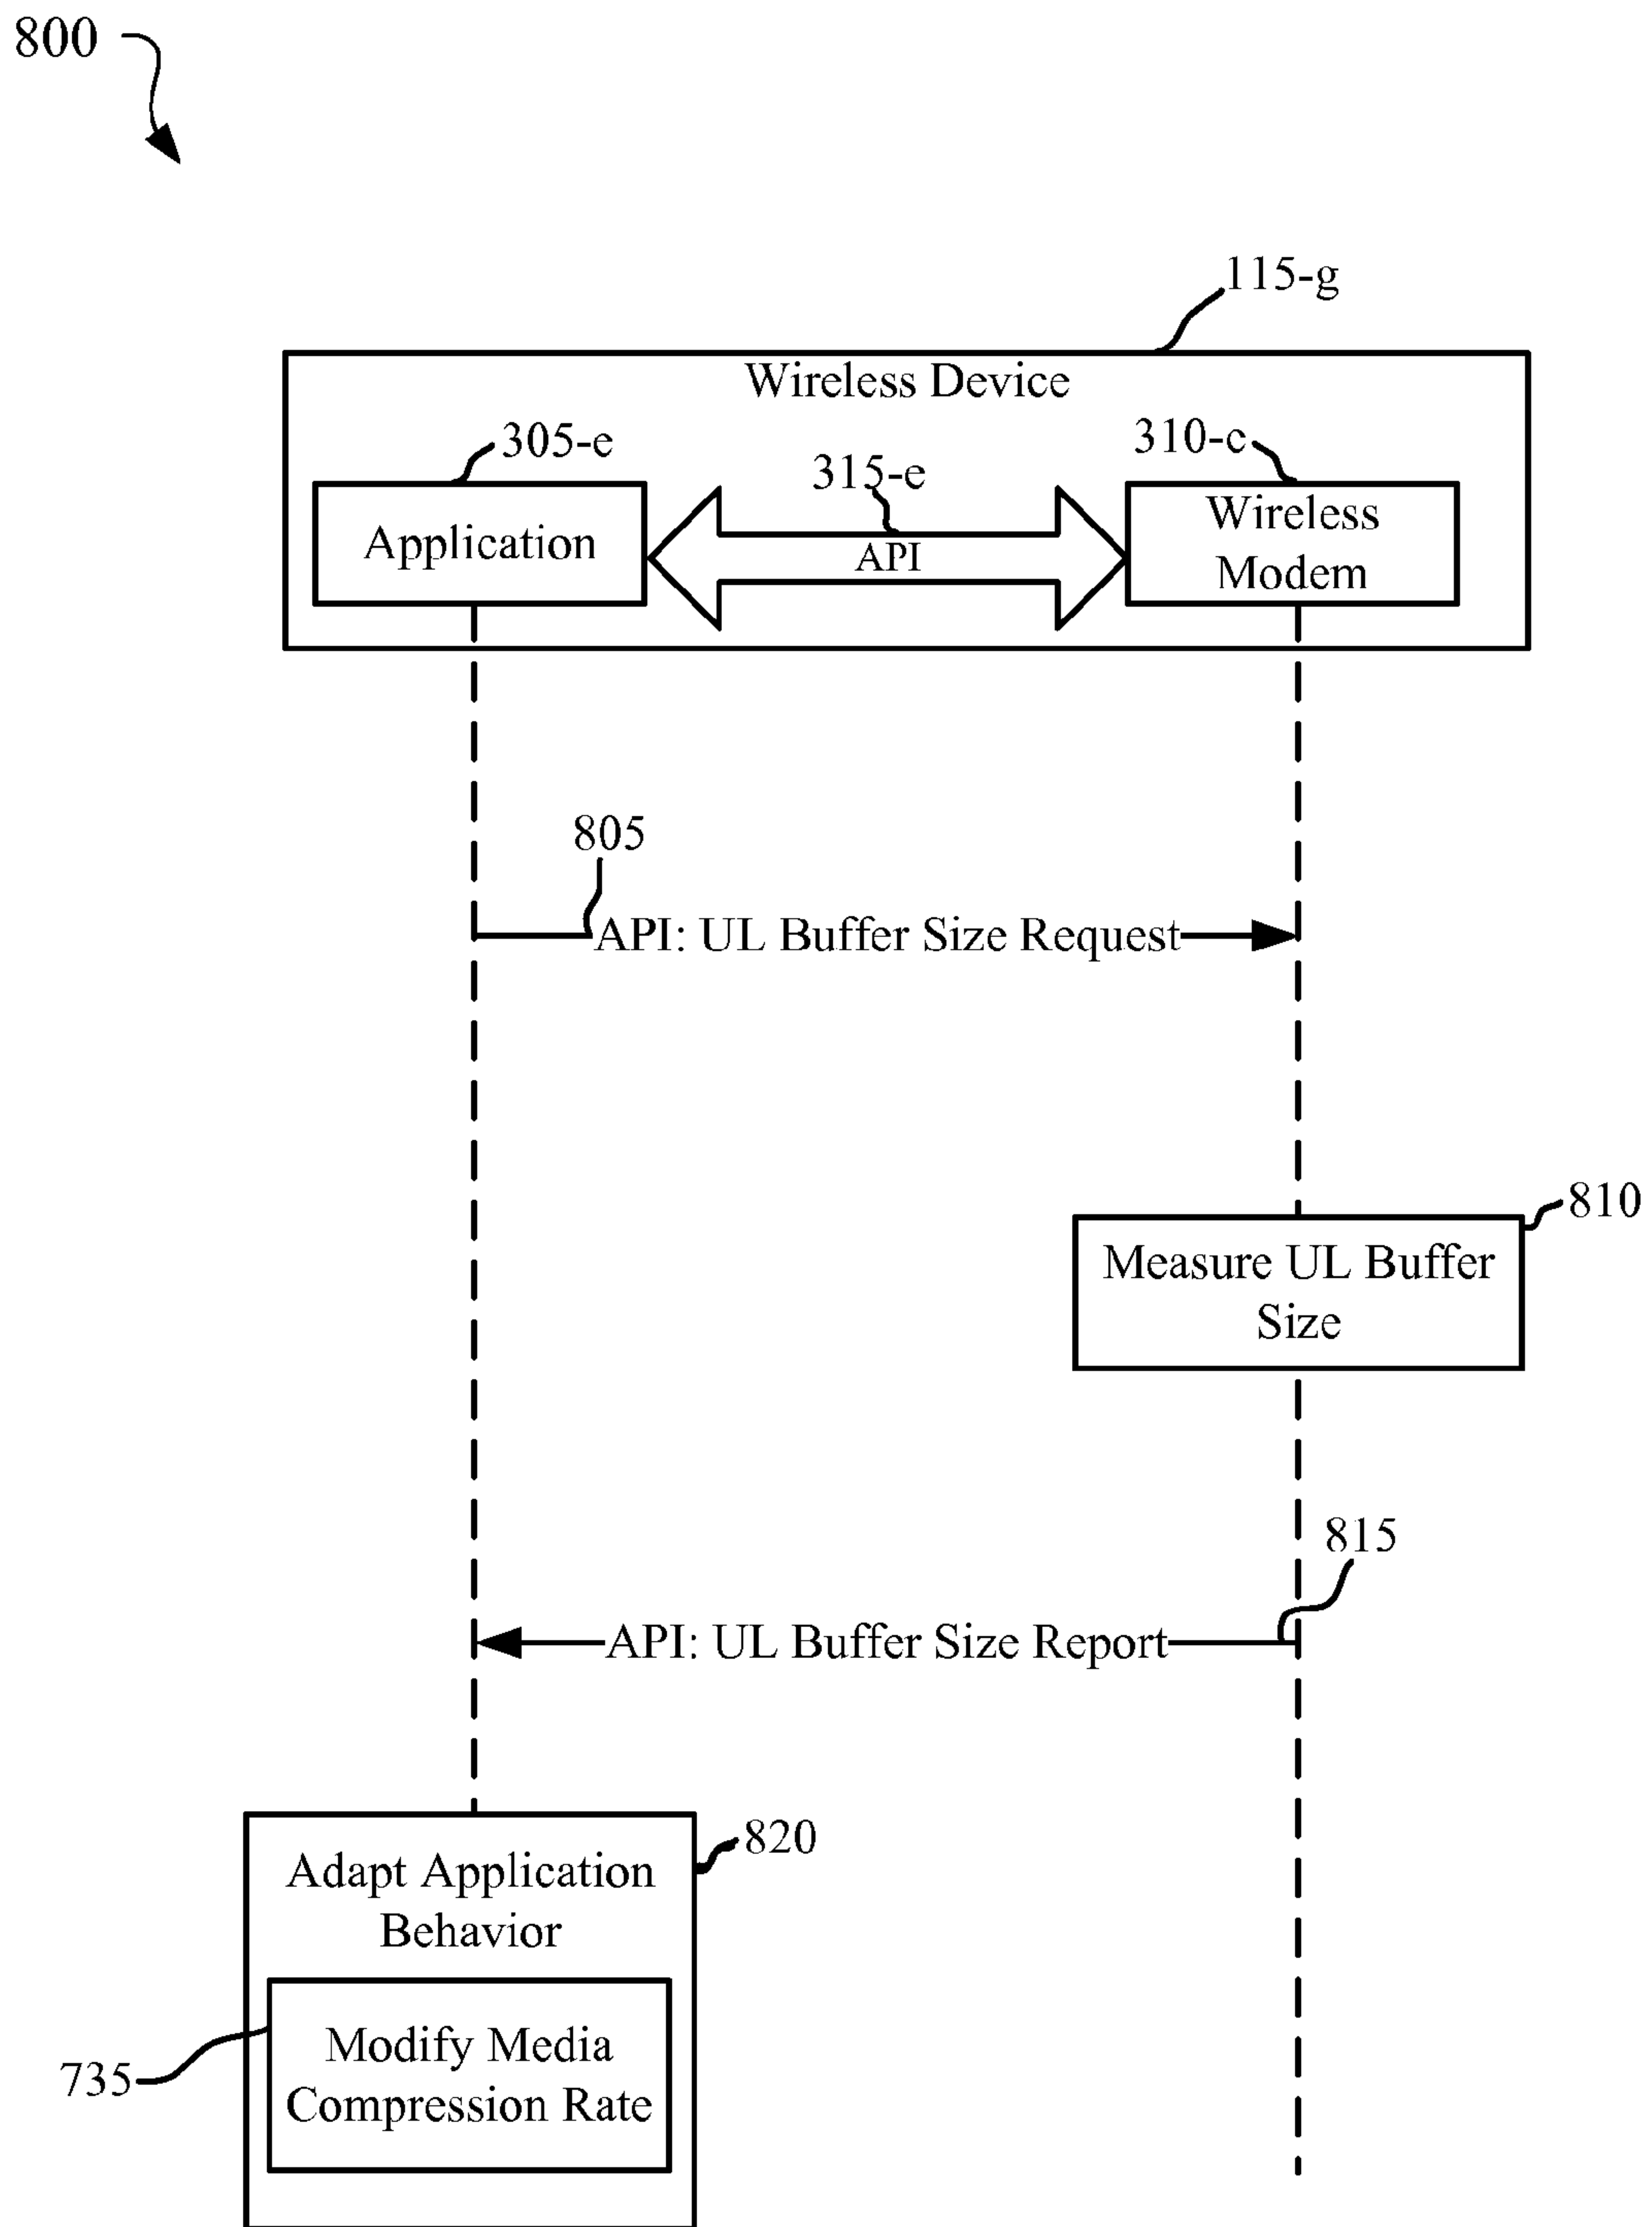 800
115-g
Wireless Device
305-e
315-e
310-c
Application
API
Wireless
Modem
805
API: UL Buffer Size Request
810
Measure UL Buffer
Size
815
API: UL Buffer Size Report
820
Adapt Application
Behavior
735
Modify Media
Compression Rate